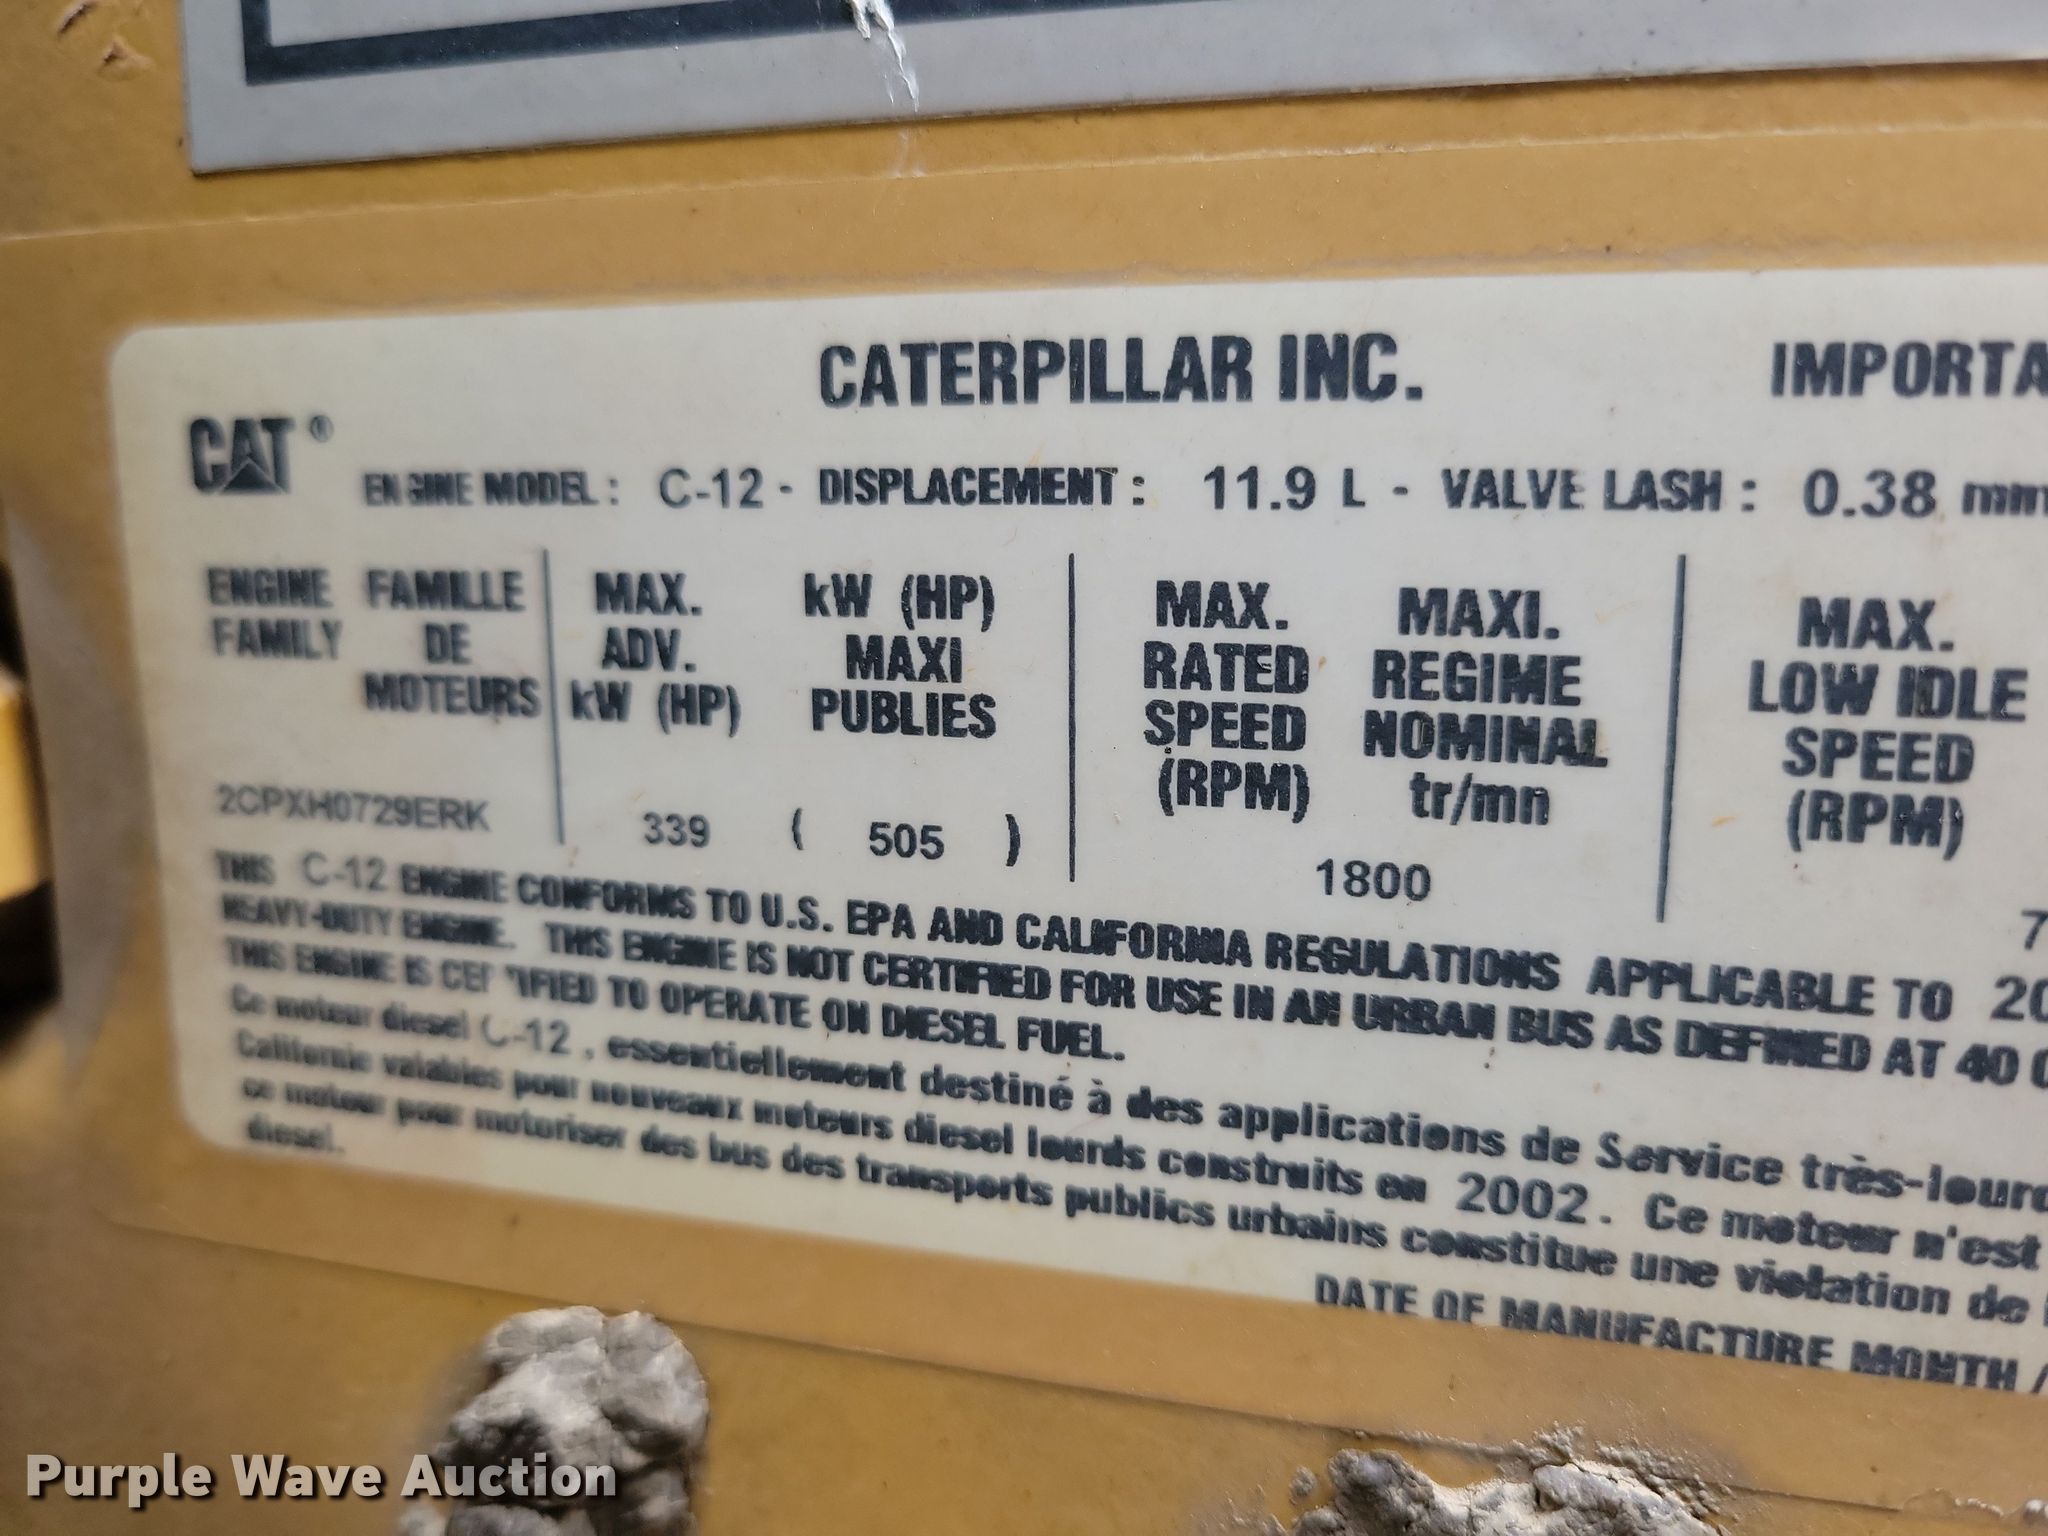 CATERPILLAR INC.
IMPORTA
CAT ®
ENGINE MODEL: C-12 - DISPLACEMENT: 11.9 L - VALVE LASH: 0.38 mm
ENGINE FAMILLE MAX. kW (HP) MAX. MAXI. MAX.
FAMILY DE ADV. MAXI RATED REGIME LOW IDLE
MOTEURS kW (HP) PUBLIES SPEED NOMINAL SPEED
(RPM) tr/mn (RPM)
2CPXH0729ERK 339 ( 505 ) 1800 7
THIS C-12 ENGINE CONFORMS TO U.S. EPA AND CALIFORNIA REGULATIONS APPLICABLE TO 20
HEAVY-DUTY ENGINE. THIS ENGINE IS NOT CERTIFIED FOR USE IN AN URBAN BUS AS DEFINED AT 40 C
THIS ENGINE IS CERTIFIED TO OPERATE ON DIESEL FUEL.
Ce moteur diesel C-12 , essentiellement destiné à des applications de Service très-lourd
Californie valables pour nouveaux moteurs diesel lourds construits en 2002. Ce moteur n'est
ce moteur pour motoriser des bus des transports publics urbains constitue une violation de
diesel.
DATE OF MANUFACTURE MONTH /
Purple Wave Auction